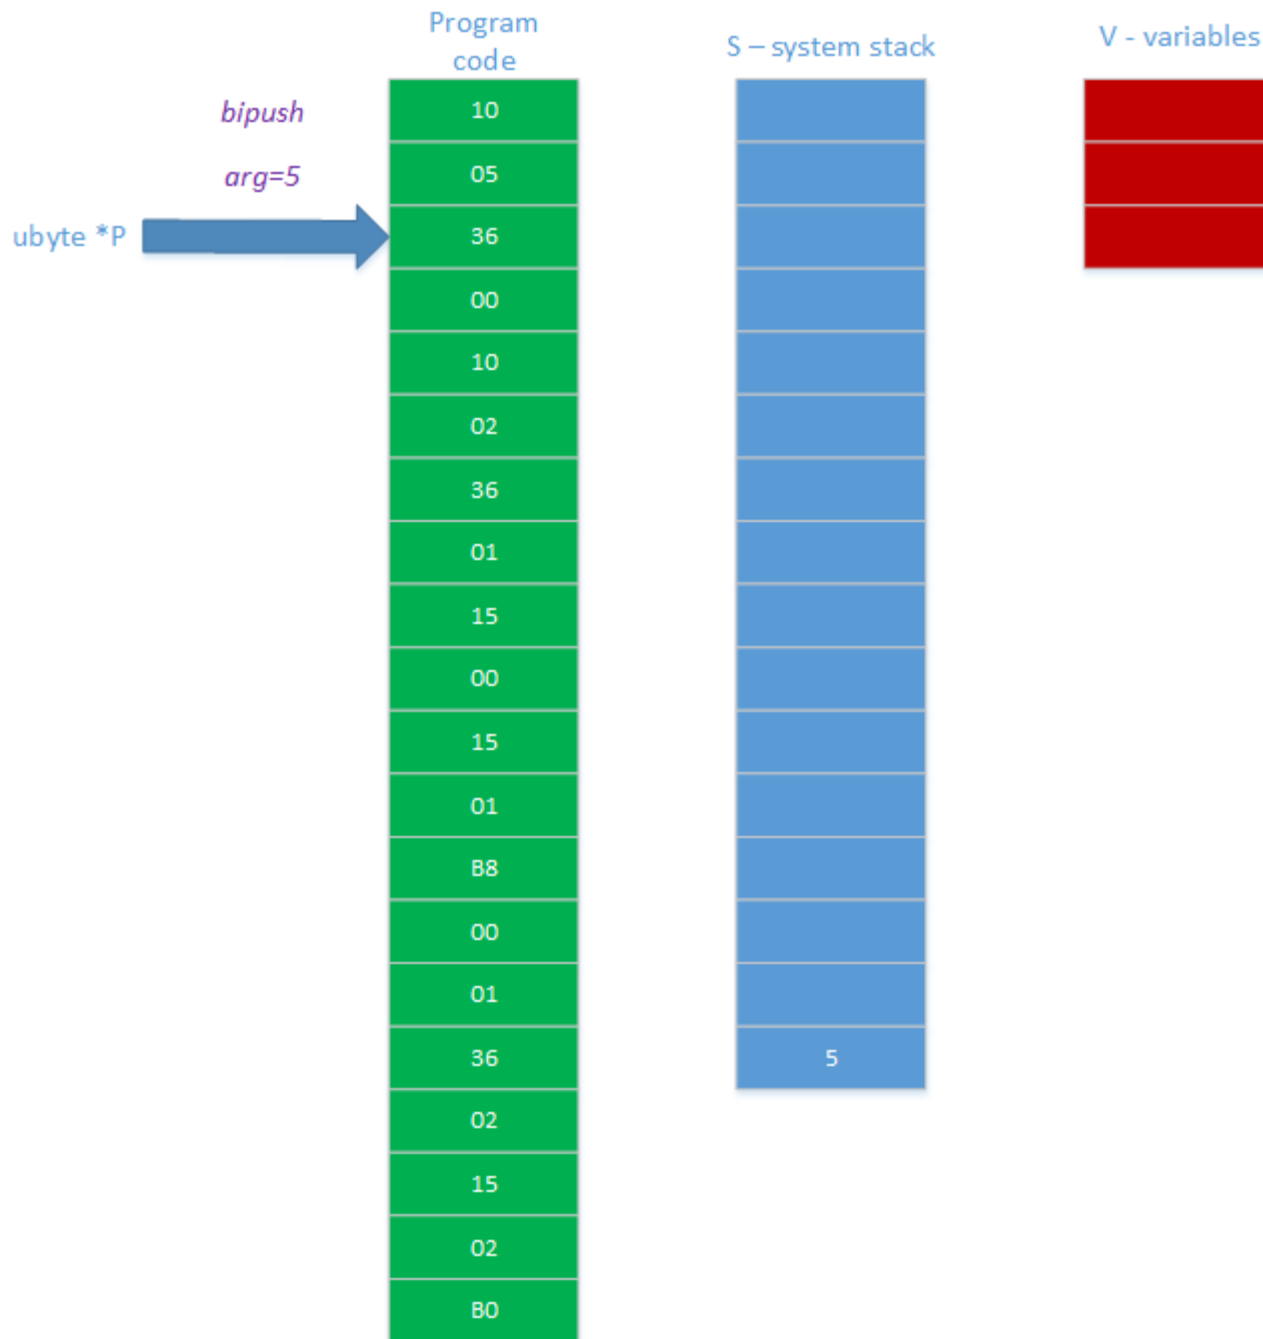 Program
code
S – system stack
V - variables
bipush
arg=5
ubyte *P
10
05
36
00
10
02
36
01
15
00
15
01
B8
00
01
36
02
15
02
B0
5